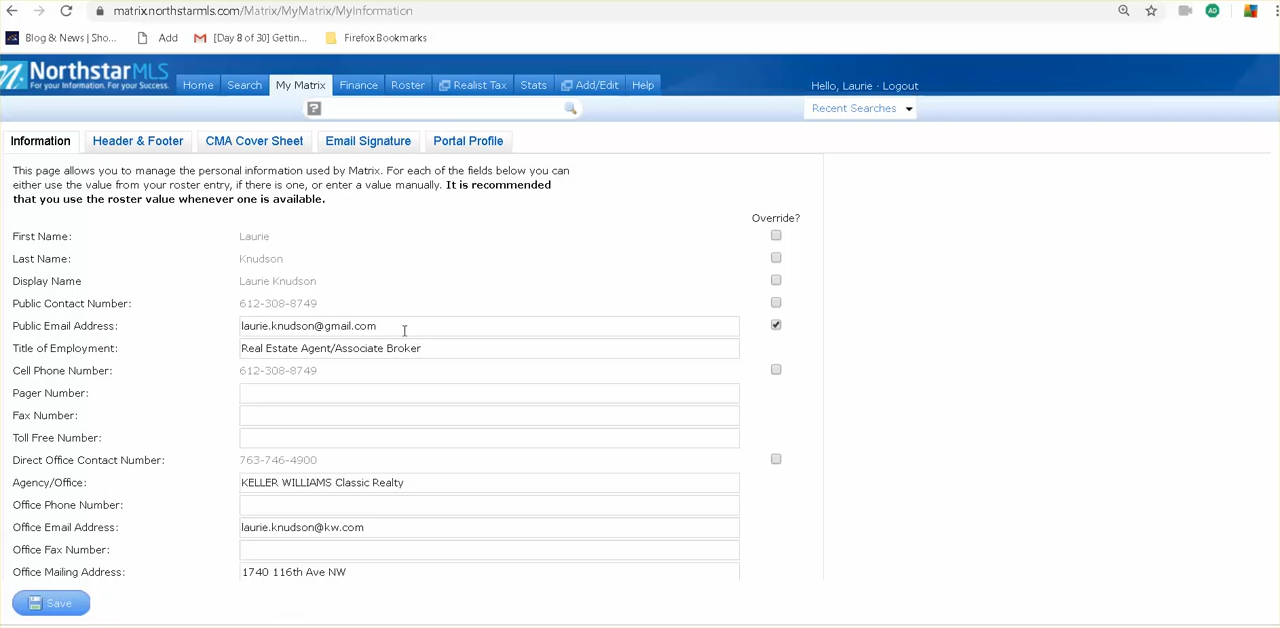 matrix.northstarmls.com/Matrix/MyMatrix/MyInformation
AD
Blog & News | Sho... Add [Day 8 of 30] Gettin... Firefox Bookmarks
NorthstarMLS
For your Information. For your Success.
Home Search My Matrix Finance Roster Realist Tax Stats Add/Edit Help
Hello, Laurie · Logout
?
Recent Searches
Information Header & Footer CMA Cover Sheet Email Signature Portal Profile
This page allows you to manage the personal information used by Matrix. For each of the fields below you can
either use the value from your roster entry, if there is one, or enter a value manually. It is recommended
that you use the roster value whenever one is available.
Override?
First Name: Laurie
Last Name: Knudson
Display Name Laurie Knudson
Public Contact Number: 612-308-8749
Public Email Address: laurie.knudson@gmail.com
Title of Employment: Real Estate Agent/Associate Broker
Cell Phone Number: 612-308-8749
Pager Number:
Fax Number:
Toll Free Number:
Direct Office Contact Number: 763-746-4900
Agency/Office: KELLER WILLIAMS Classic Realty
Office Phone Number:
Office Email Address: laurie.knudson@kw.com
Office Fax Number:
Office Mailing Address: 1740 116th Ave NW
Save